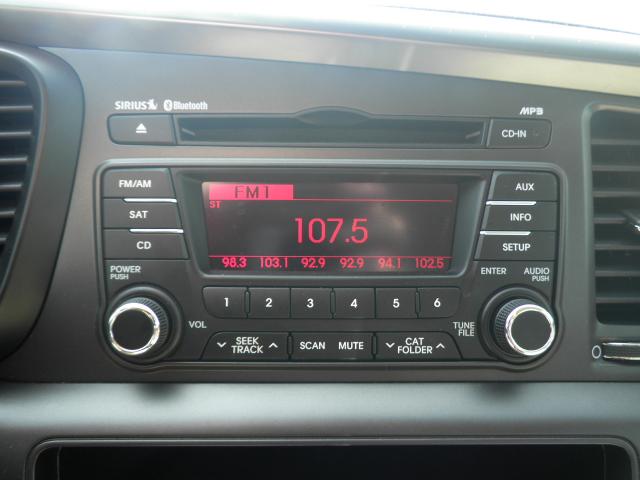 SIRIUS Bluetooth MP3
CD-IN
FM/AM FM1 AUX
ST
SAT 107.5 INFO
CD SETUP
98.3 103.1 92.9 92.9 94.1 102.5
POWER PUSH ENTER AUDIO PUSH
1 2 3 4 5 6
VOL SEEK TRACK SCAN MUTE CAT FOLDER TUNE FILE